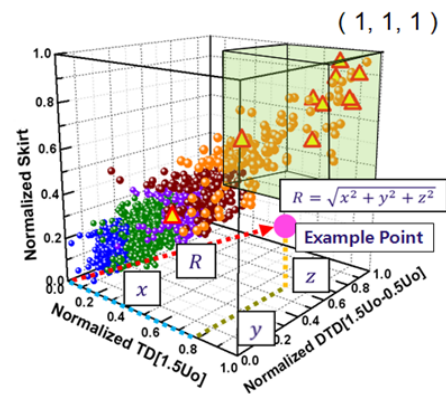 ( 1, 1, 1 )
1.0
0.8
0.6
0.4
0.2
0.0
Normalized Skirt
R = √x² + y² + z²
Example Point
R
x
z
y
0.0
0.2
0.4
0.6
0.8
1.0
Normalized TD[1.5Uo]
0.0
0.2
0.4
0.6
0.8
1.0
Normalized DTD[1.5Uo-0.5Uo]